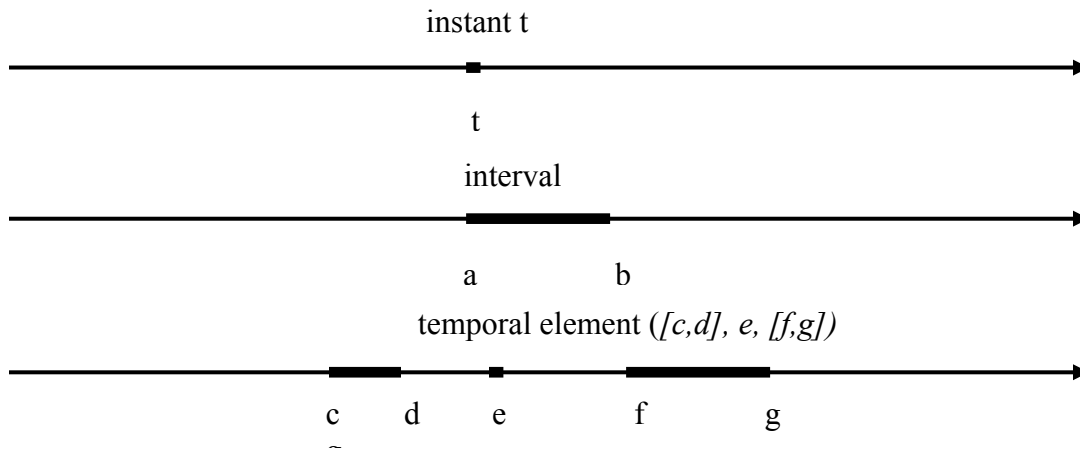 instant t
t
interval
a b
temporal element ([c,d], e, [f,g])
c d e f g